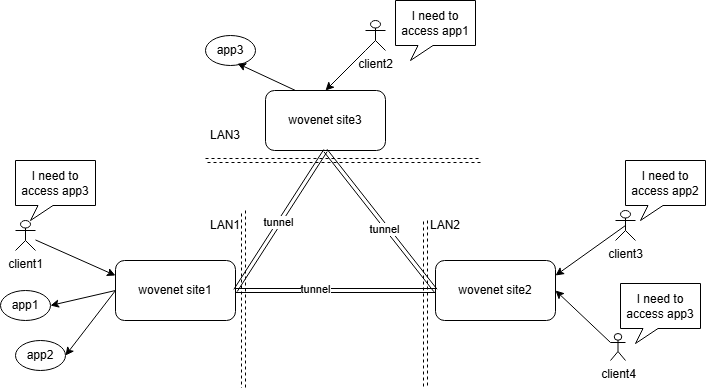 I need to
access app1
app3
client2
wovenet site3
LAN3
I need to
access app3
I need to
access app2
LAN1
tunnel
tunnel
LAN2
client1
client3
wovenet site1
tunnel
wovenet site2
app1
I need to
access app3
app2
client4